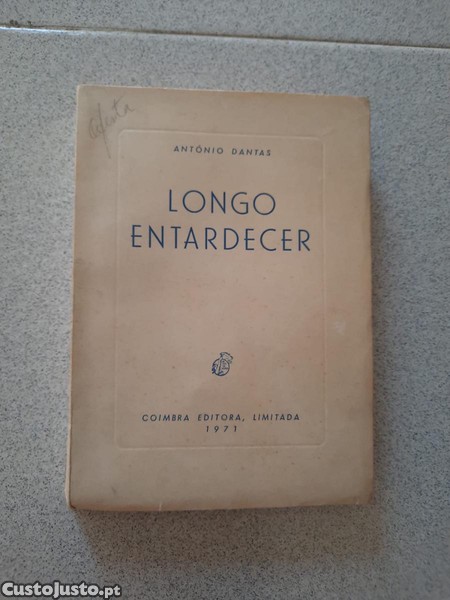 ANTÓNIO DANTAS
LONGO
ENTARDECER
COIMBRA EDITORA, LIMITADA
1971
CustoJusto.pt